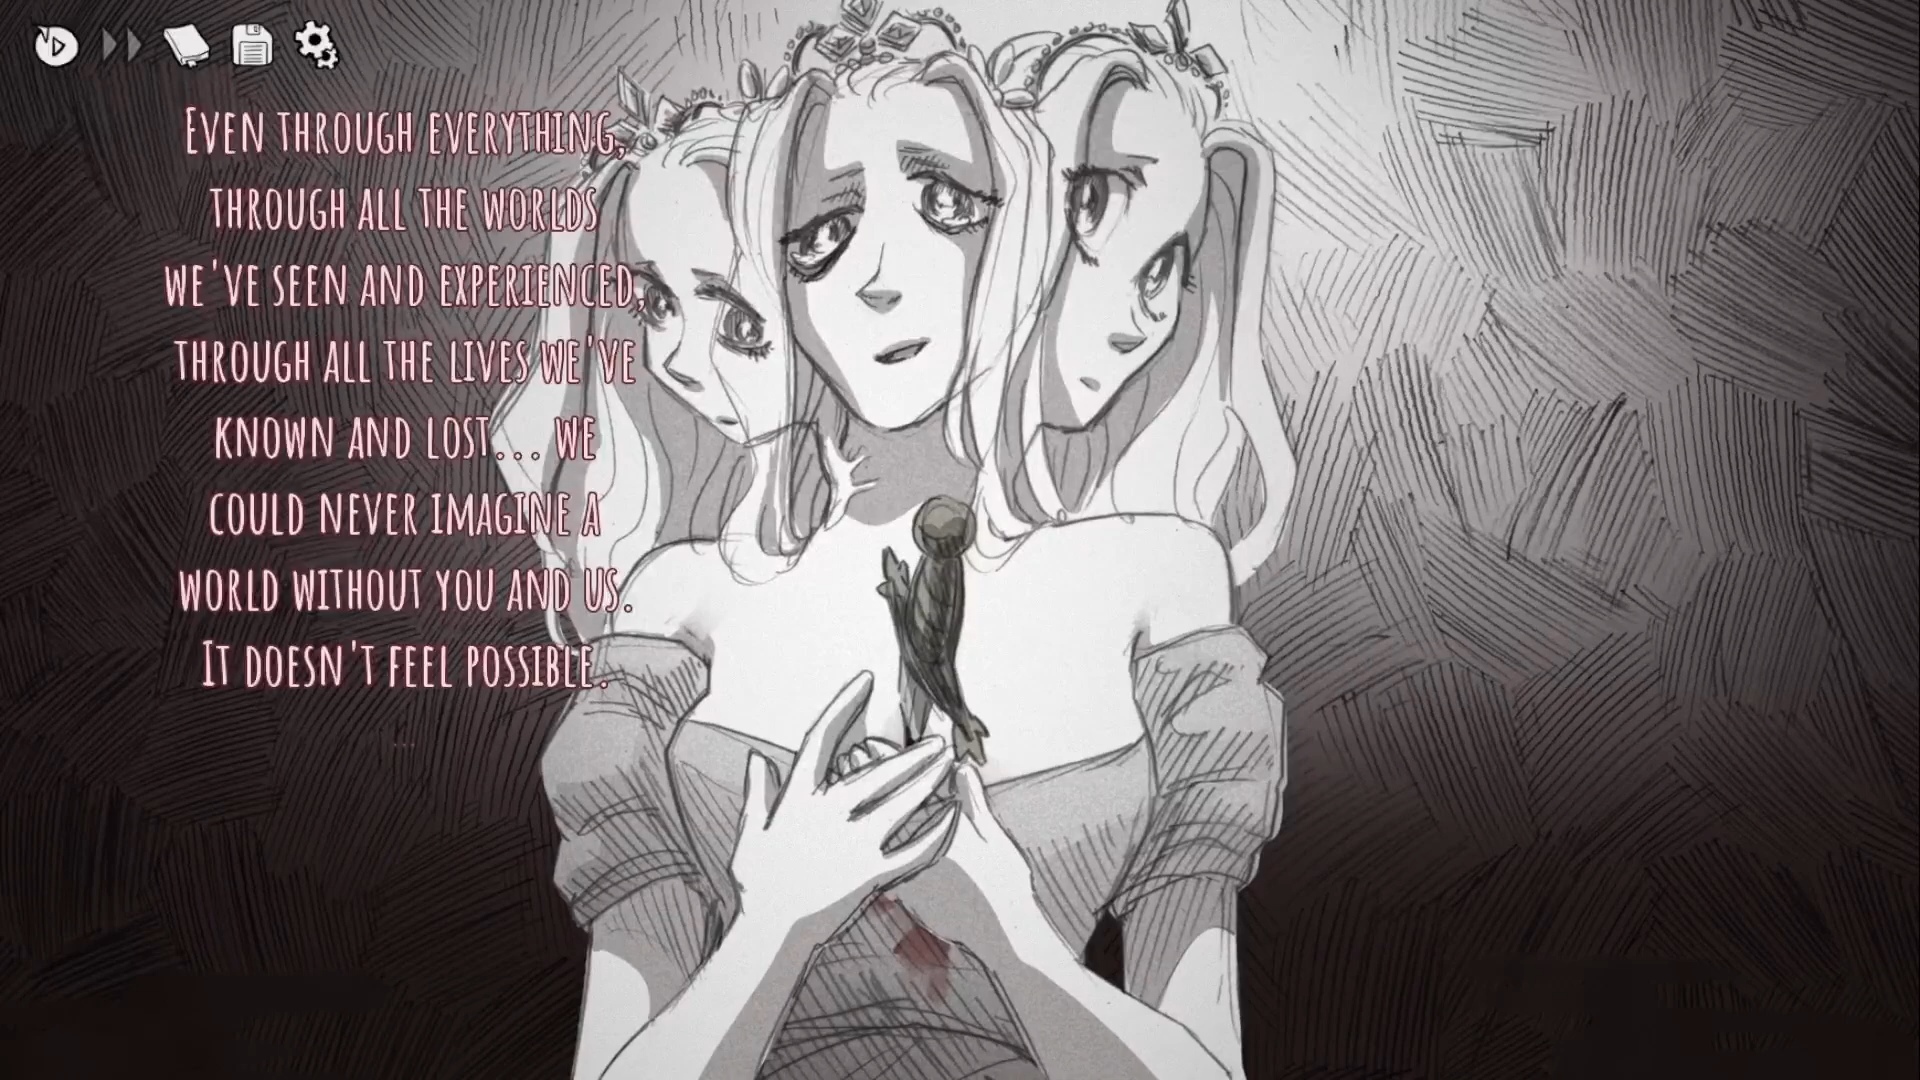 Even through everything,
through all the worlds
we've seen and experienced,
through all the lives we've
known and lost... we
could never imagine a
world without you and us.
It doesn't feel possible.
...